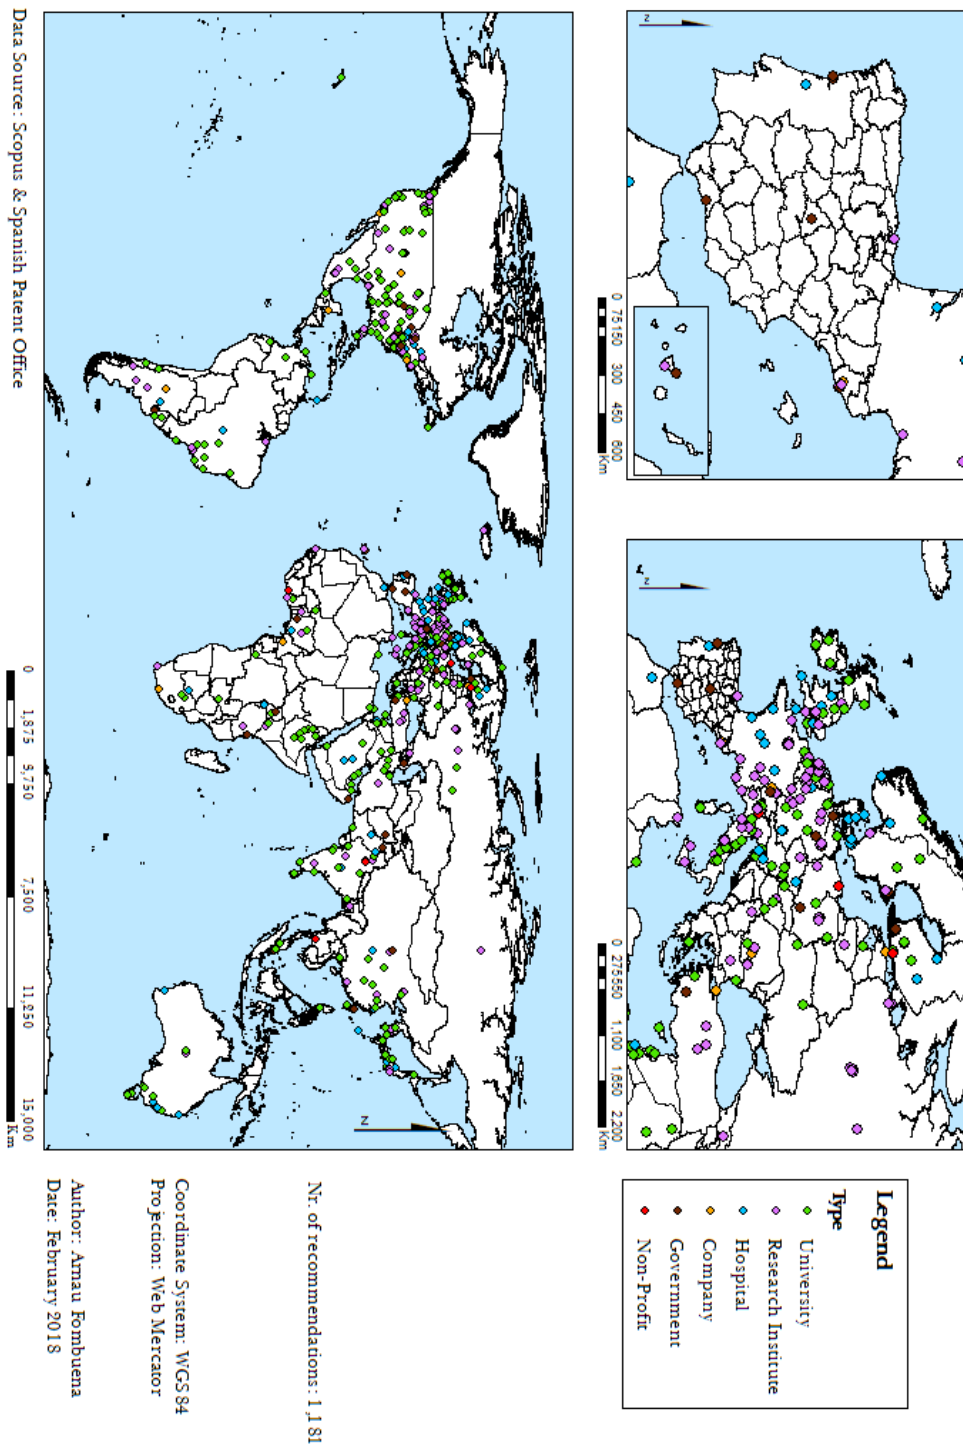 z
0 75 150 300 450 600
Km
z
0 275 550 1,100 1,650 2,200
Km
Legend
Type
University
Research Institute
Hospital
Company
Government
Non-Profit
N
0 1,875 3,750 7,500 11,250 15,000
Km
Nr. of recommendations: 1,181
Coordinate System: WGS 84
Projection: Web Mercator
Author: Arnau Fombuena
Date: February 2018
Data Source: Scopus & Spanish Patent Office